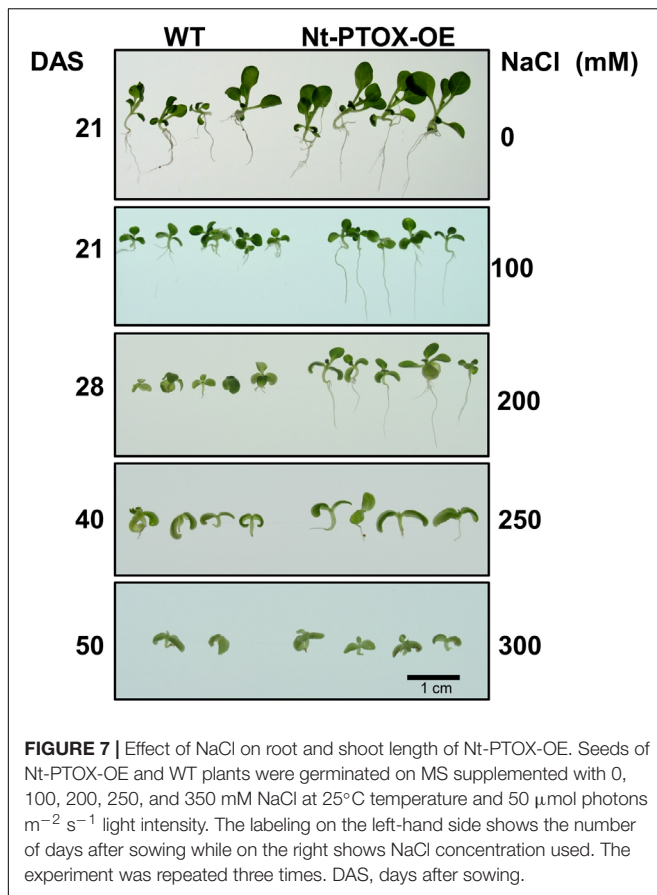 WT Nt-PTOX-OE
DAS NaCl (mM)
21 0
21 100
28 200
40 250
50 300
1 cm
FIGURE 7 | Effect of NaCl on root and shoot length of Nt-PTOX-OE. Seeds of
Nt-PTOX-OE and WT plants were germinated on MS supplemented with 0,
100, 200, 250, and 350 mM NaCl at 25°C temperature and 50 μmol photons
m⁻² s⁻¹ light intensity. The labeling on the left-hand side shows the number
of days after sowing while on the right shows NaCl concentration used. The
experiment was repeated three times. DAS, days after sowing.